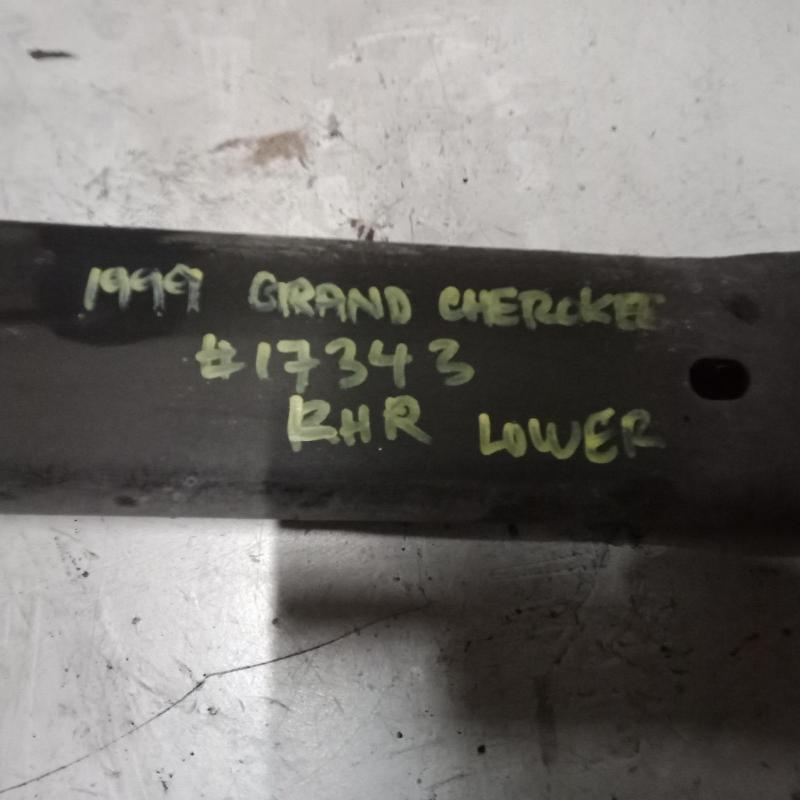 1999 GRAND CHEROKEE
#17343
RHR LOWER